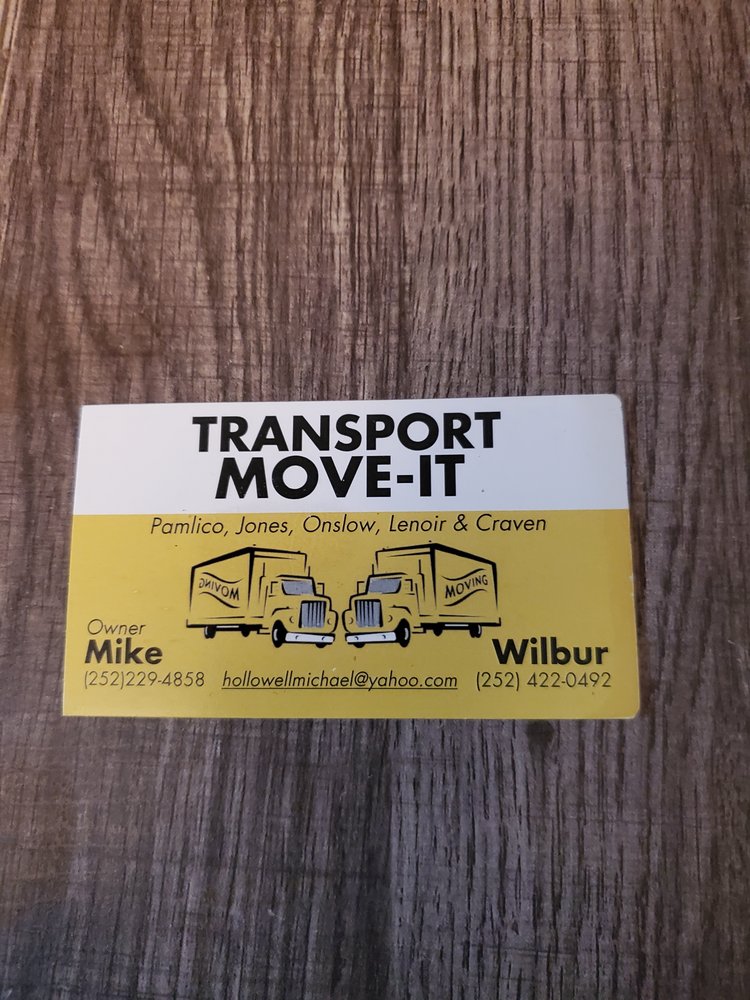 TRANSPORT
MOVE-IT
Pamlico, Jones, Onslow, Lenoir & Craven
MOVING MOVING
Owner
Mike Wilbur
(252)229-4858 hollowellmichael@yahoo.com (252) 422-0492